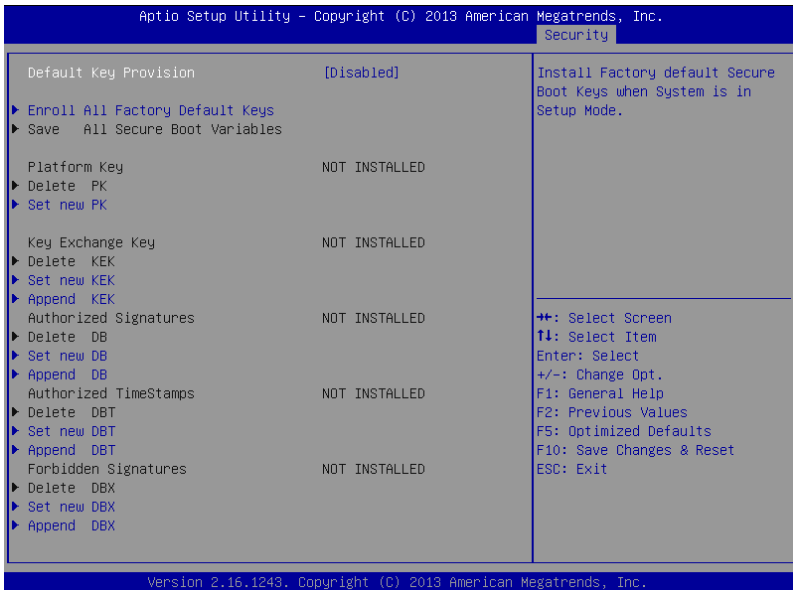 Aptio Setup Utility – Copyright (C) 2013 American Megatrends, Inc.
Security
Default Key Provision [Disabled]
▶ Enroll All Factory Default Keys
▶ Save All Secure Boot Variables
Platform Key NOT INSTALLED
▶ Delete PK
▶ Set new PK
Key Exchange Key NOT INSTALLED
▶ Delete KEK
▶ Set new KEK
▶ Append KEK
Authorized Signatures NOT INSTALLED
▶ Delete DB
▶ Set new DB
▶ Append DB
Authorized TimeStamps NOT INSTALLED
▶ Delete DBT
▶ Set new DBT
▶ Append DBT
Forbidden Signatures NOT INSTALLED
▶ Delete DBX
▶ Set new DBX
▶ Append DBX
Install Factory default Secure
Boot Keys when System is in
Setup Mode.
→←: Select Screen
↑↓: Select Item
Enter: Select
+/-: Change Opt.
F1: General Help
F2: Previous Values
F5: Optimized Defaults
F10: Save Changes & Reset
ESC: Exit
Version 2.16.1243. Copyright (C) 2013 American Megatrends, Inc.